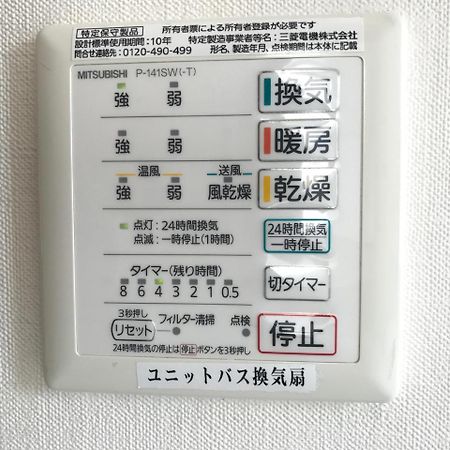 特定保守製品 所有者票による所有者登録が必要です
設計標準使用期間：10年 特定製造事業者等名：三菱電機株式会社
問合せ連絡先：0120-490-499 形名、製造年月、点検期間は本体に記載
MITSUBISHI P-141SW(-T)
強 弱 換気
強 弱 暖房
温風 送風
強 弱 風乾燥 乾燥
点灯：24時間換気
点滅：一時停止(1時間)
24時間換気
一時停止
タイマー(残り時間)
8 6 4 3 2 1 0.5 切タイマー
3秒押し
リセット フィルター清掃 点検 停止
24時間換気の停止は停止ボタンを3秒押し
ユニットバス換気扇